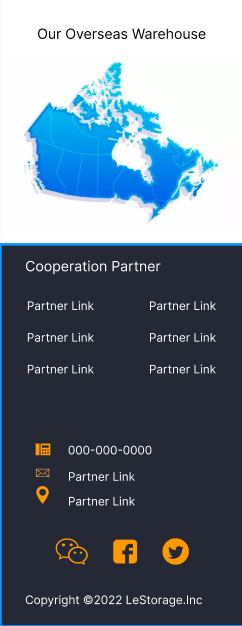 Our Overseas Warehouse
Cooperation Partner
Partner Link Partner Link
Partner Link Partner Link
Partner Link Partner Link
000-000-0000
Partner Link
Partner Link
Copyright ©2022 LeStorage.Inc